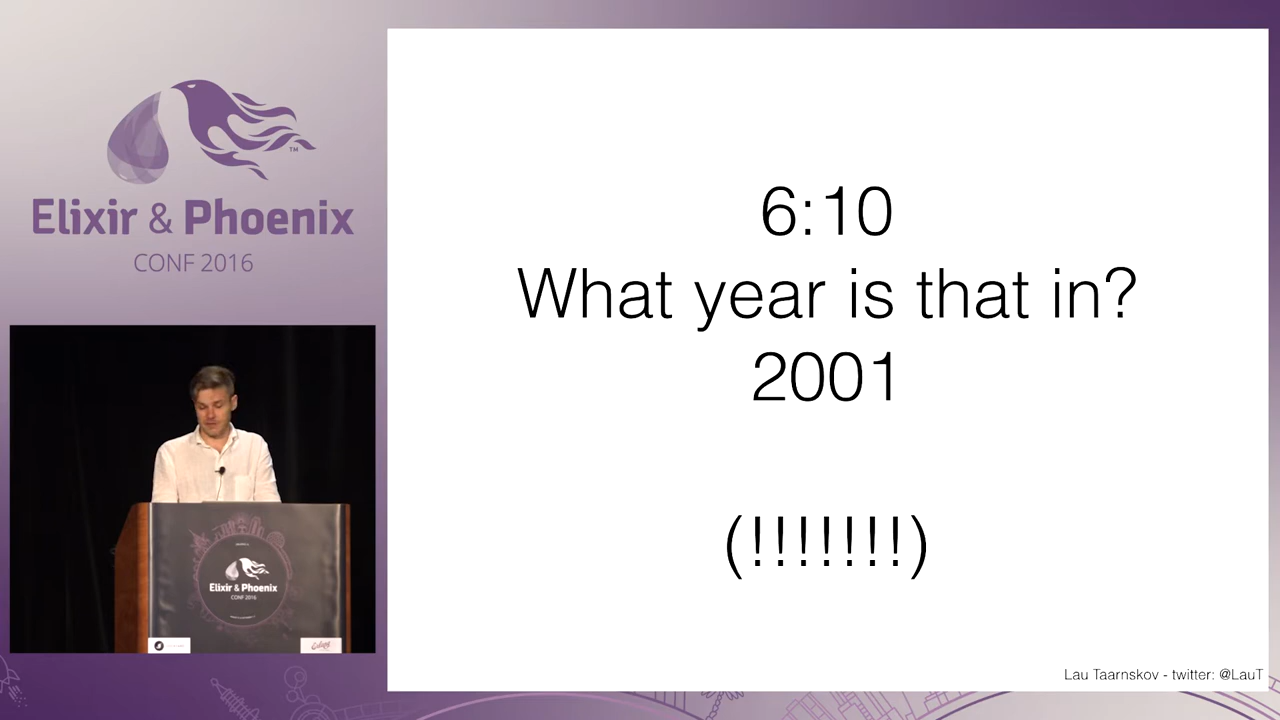 TM
Elixir & Phoenix
CONF 2016
6:10
What year is that in?
2001
(!!!!!!!)
Elixir & Phoenix
CONF 2016
Lau Taarnskov - twitter: @LauT